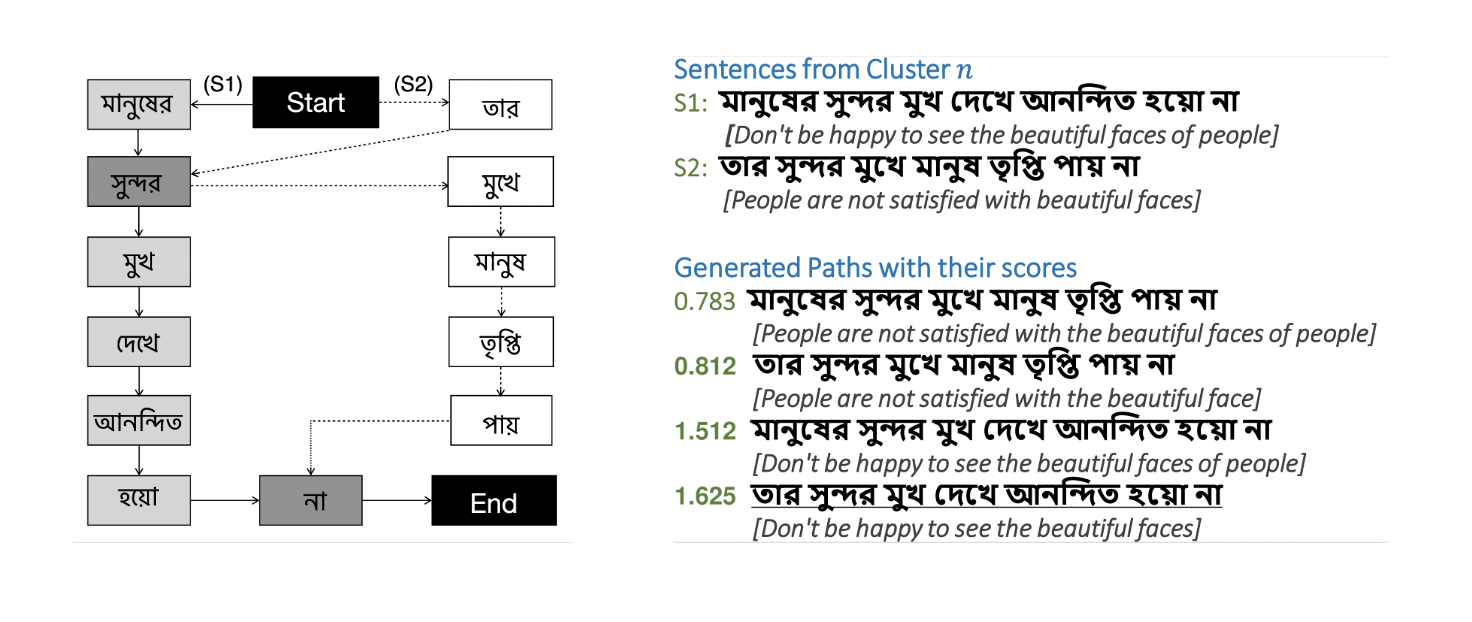 (S1)
Start
(S2)
মানুষের
তার
সুন্দর
মুখে
মুখ
মানুষ
দেখে
তৃপ্তি
আনন্দিত
পায়
হয়ো
না
End
Sentences from Cluster n
S1: মানুষের সুন্দর মুখ দেখে আনন্দিত হয়ো না
[Don't be happy to see the beautiful faces of people]
S2: তার সুন্দর মুখে মানুষ তৃপ্তি পায় না
[People are not satisfied with beautiful faces]
Generated Paths with their scores
0.783 মানুষের সুন্দর মুখে মানুষ তৃপ্তি পায় না
[People are not satisfied with the beautiful faces of people]
0.812 তার সুন্দর মুখে মানুষ তৃপ্তি পায় না
[People are not satisfied with the beautiful face]
1.512 মানুষের সুন্দর মুখ দেখে আনন্দিত হয়ো না
[Don't be happy to see the beautiful faces of people]
1.625 তার সুন্দর মুখ দেখে আনন্দিত হয়ো না
[Don't be happy to see the beautiful faces]